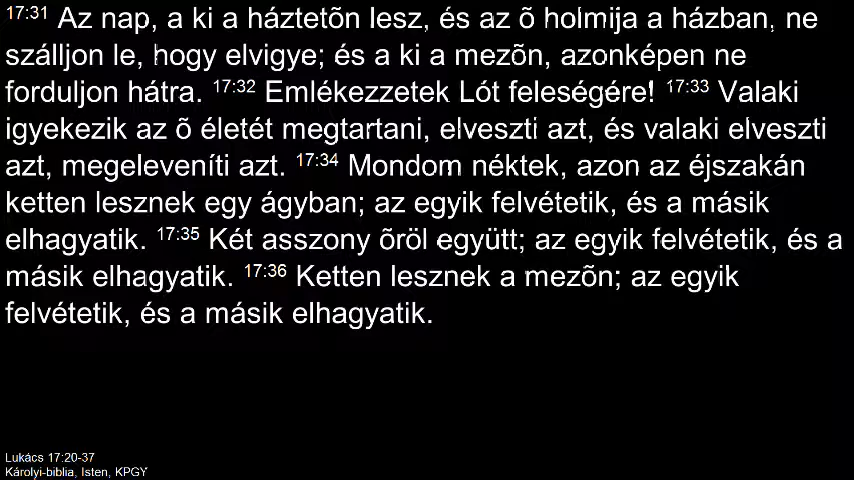 17:31 Az nap, a ki a háztetõn lesz, és az õ holmija a házban, ne
szálljon le, hogy elvigye; és a ki a mezõn, azonképen ne
forduljon hátra. 17:32 Emlékezzetek Lót feleségére! 17:33 Valaki
igyekezik az õ életét megtartani, elveszti azt, és valaki elveszti
azt, megeleveníti azt. 17:34 Mondom néktek, azon az éjszakán
ketten lesznek egy ágyban; az egyik felvétetik, és a másik
elhagyatik. 17:35 Két asszony õröl együtt; az egyik felvétetik, és a
másik elhagyatik. 17:36 Ketten lesznek a mezõn; az egyik
felvétetik, és a másik elhagyatik.
Lukács 17:20-37
Károlyi-biblia, Isten, KPGY